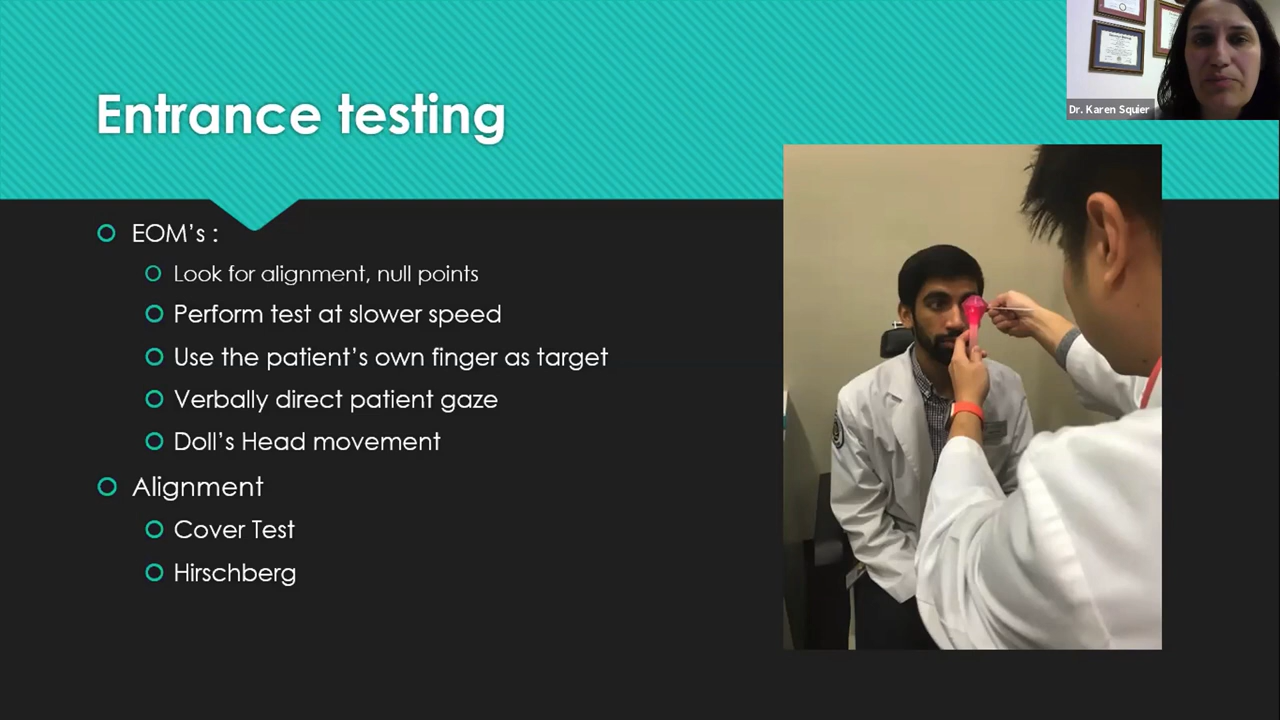 Entrance testing
Dr. Karen Squier
EOM's :
Look for alignment, null points
Perform test at slower speed
Use the patient's own finger as target
Verbally direct patient gaze
Doll's Head movement
Alignment
Cover Test
Hirschberg